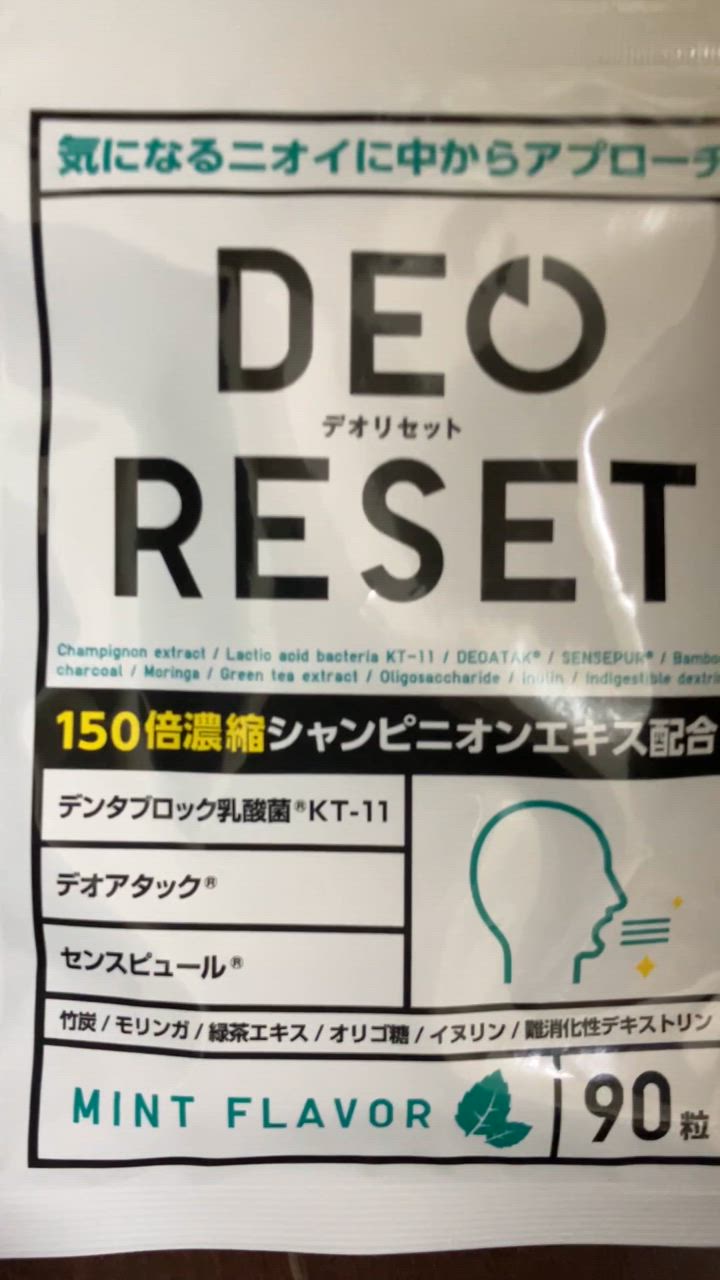 気になるニオイに中からアプローチ
DEO
デオリセット
RESET
Champignon extract / Lactic acid bacteria KT-11 / DEOATAK® / SENSEPUR® / Bamboo
charcoal / Moringa / Green tea extract / Oligosaccharide / Inulin / Indigestible dextrin
150倍濃縮シャンピニオンエキス配合
デンタブロック乳酸菌®KT-11
デオアタック®
センスピュール®
竹炭 / モリンガ / 緑茶エキス / オリゴ糖 / イヌリン / 難消化性デキストリン
MINT FLAVOR
90粒